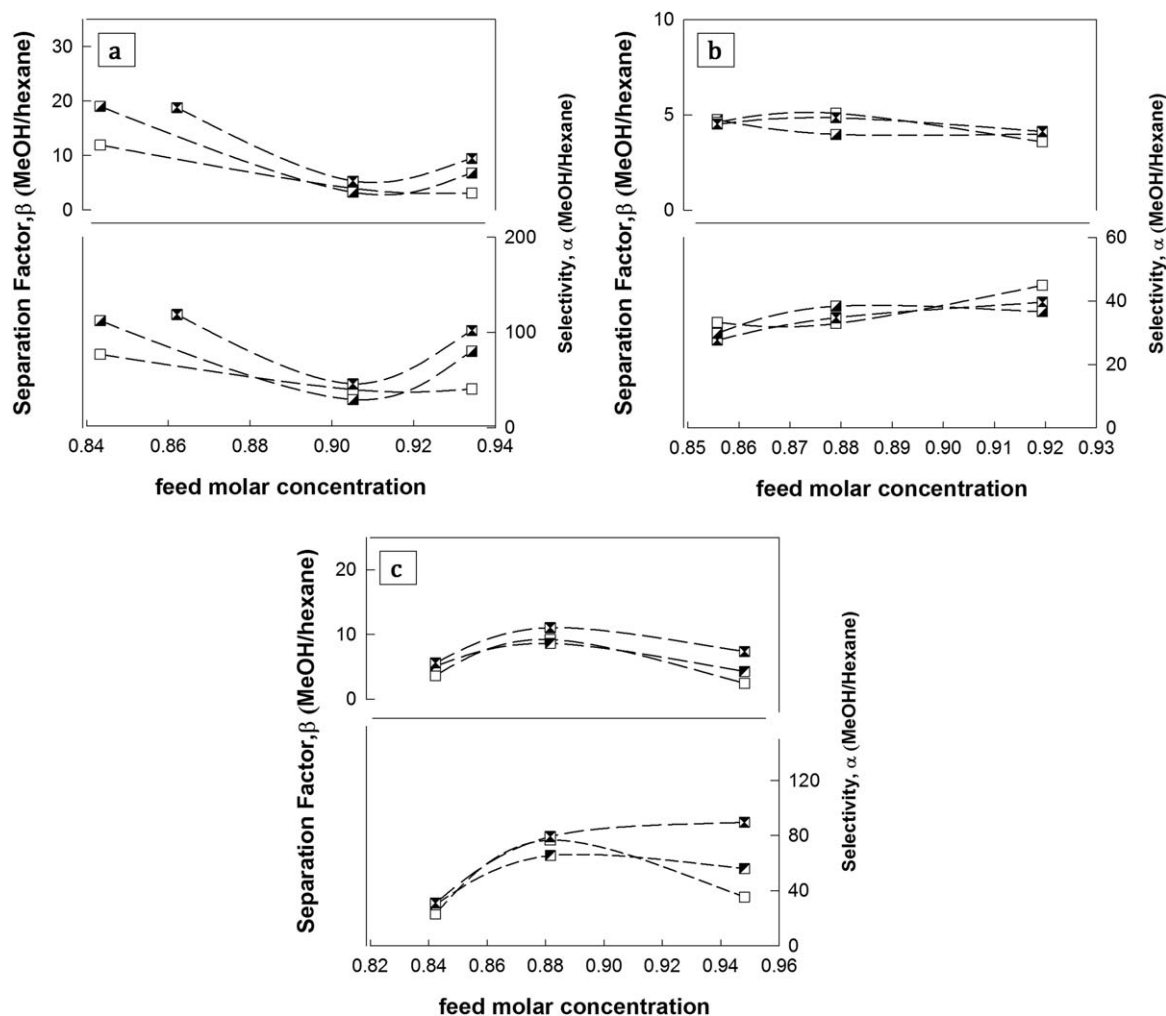 a
30
20
10
0
200
100
0
0.84 0.86 0.88 0.90 0.92 0.94
feed molar concentration
Separation Factor,β (MeOH/hexane)
Selectivity, α (MeOH/Hexane)
b
10
5
0
60
40
20
0
0.85 0.86 0.87 0.88 0.89 0.90 0.91 0.92 0.93
feed molar concentration
Separation Factor,β (MeOH/hexane)
Selectivity, α (MeOH/Hexane)
c
20
10
0
120
80
40
0
0.82 0.84 0.86 0.88 0.90 0.92 0.94 0.96
feed molar concentration
Separation Factor,β (MeOH/hexane)
Selectivity, α (MeOH/Hexane)